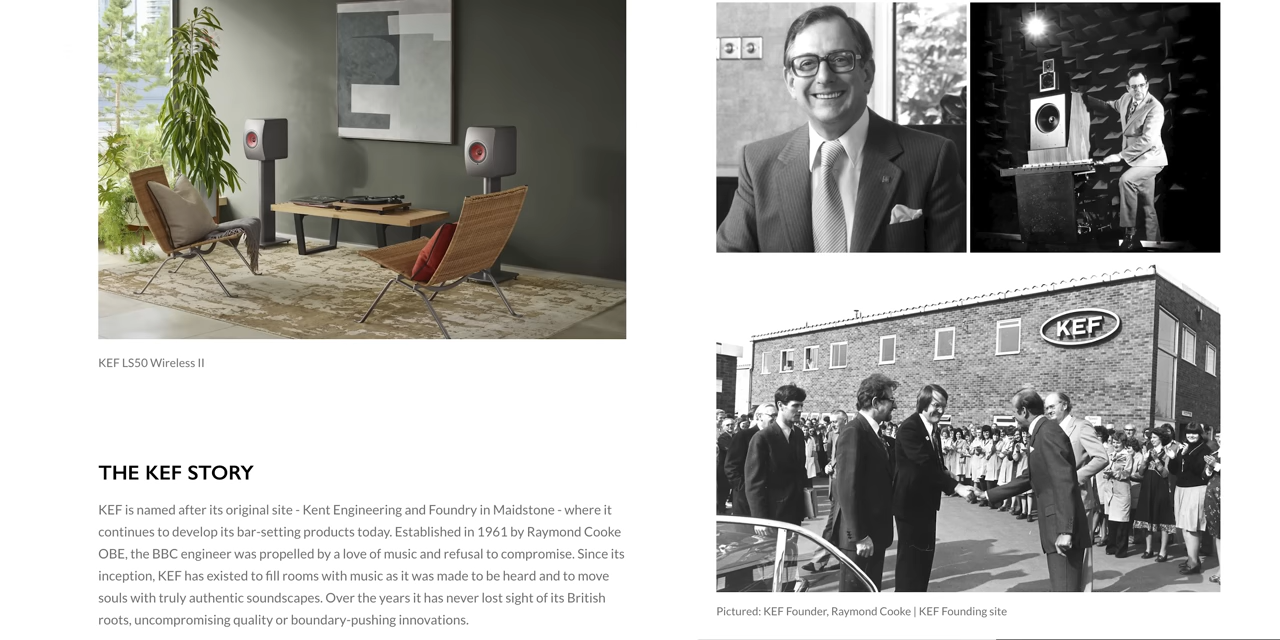 KEF LS50 Wireless II
THE KEF STORY
KEF is named after its original site - Kent Engineering and Foundry in Maidstone - where it
continues to develop its bar-setting products today. Established in 1961 by Raymond Cooke
OBE, the BBC engineer was propelled by a love of music and refusal to compromise. Since its
inception, KEF has existed to fill rooms with music as it was made to be heard and to move
souls with truly authentic soundscapes. Over the years it has never lost sight of its British
roots, uncompromising quality or boundary-pushing innovations.
KEF
Pictured: KEF Founder, Raymond Cooke | KEF Founding site